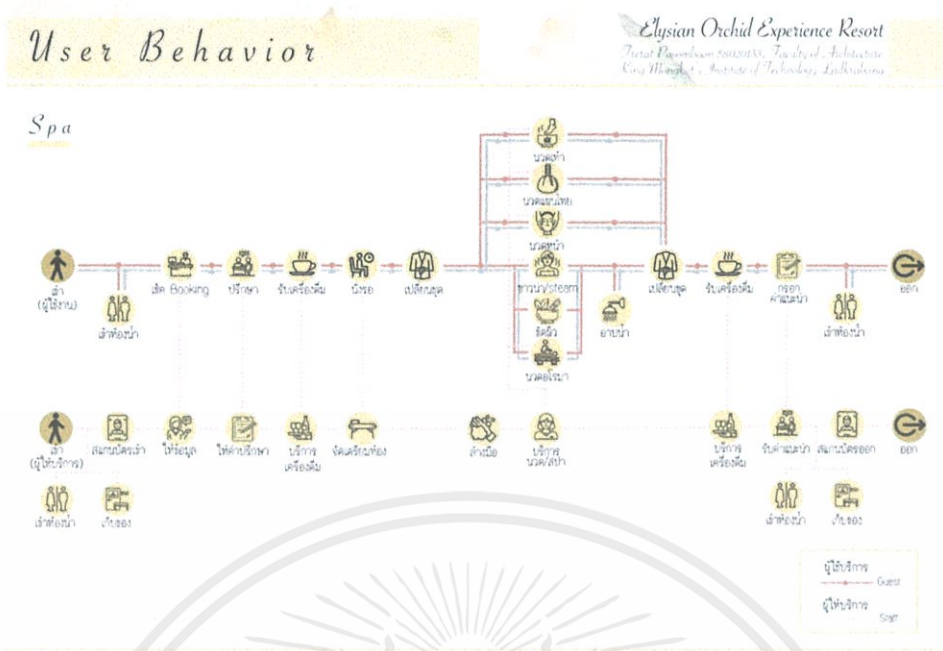 User Behavior
Elysian Orchid Experience Resort
Faculty of Architecture
Institute of Technology Ladkrabang
Spa
นวดเท้า
นวดแผนไทย
นวดหน้า
เข้า
(ผู้ใช้งาน)
เช็ค Booking
ปรึกษา
รับเครื่องดื่ม
นั่งรอ
เปลี่ยนชุด
ซาวน่า/steam
เปลี่ยนชุด
รับเครื่องดื่ม
กรอก
คำแนะนำ
ออก
เข้าห้องน้ำ
ขัดผิว
อาบน้ำ
เข้าห้องน้ำ
นวดอโรมา
เข้า
(ผู้ให้บริการ)
สแกนบัตรเข้า
ให้ข้อมูล
ให้คำปรึกษา
บริการ
เครื่องดื่ม
จัดเตรียมห้อง
ล้างมือ
บริการ
นวด/สปา
บริการ
เครื่องดื่ม
รับคำแนะนำ
สแกนบัตรออก
ออก
เข้าห้องน้ำ
เก็บของ
เข้าห้องน้ำ
เก็บของ
ผู้ใช้บริการ
Guest
ผู้ให้บริการ
Staff